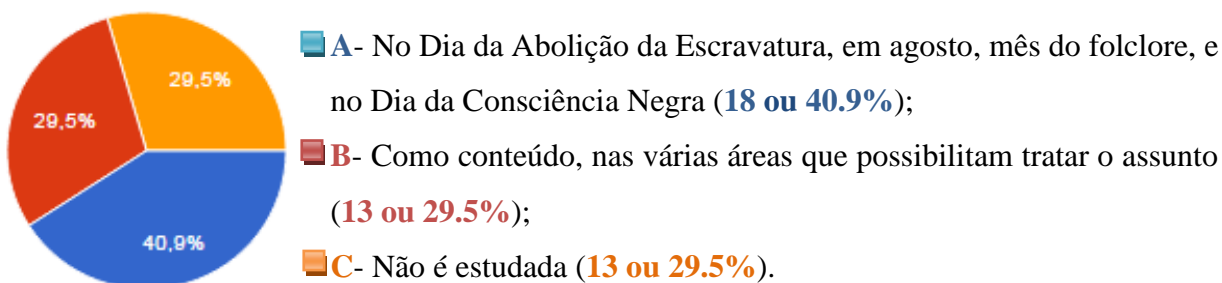 29,5%
29,5%
40,9%
A- No Dia da Abolição da Escravatura, em agosto, mês do folclore, e
no Dia da Consciência Negra (18 ou 40.9%);
B- Como conteúdo, nas várias áreas que possibilitam tratar o assunto
(13 ou 29.5%);
C- Não é estudada (13 ou 29.5%).